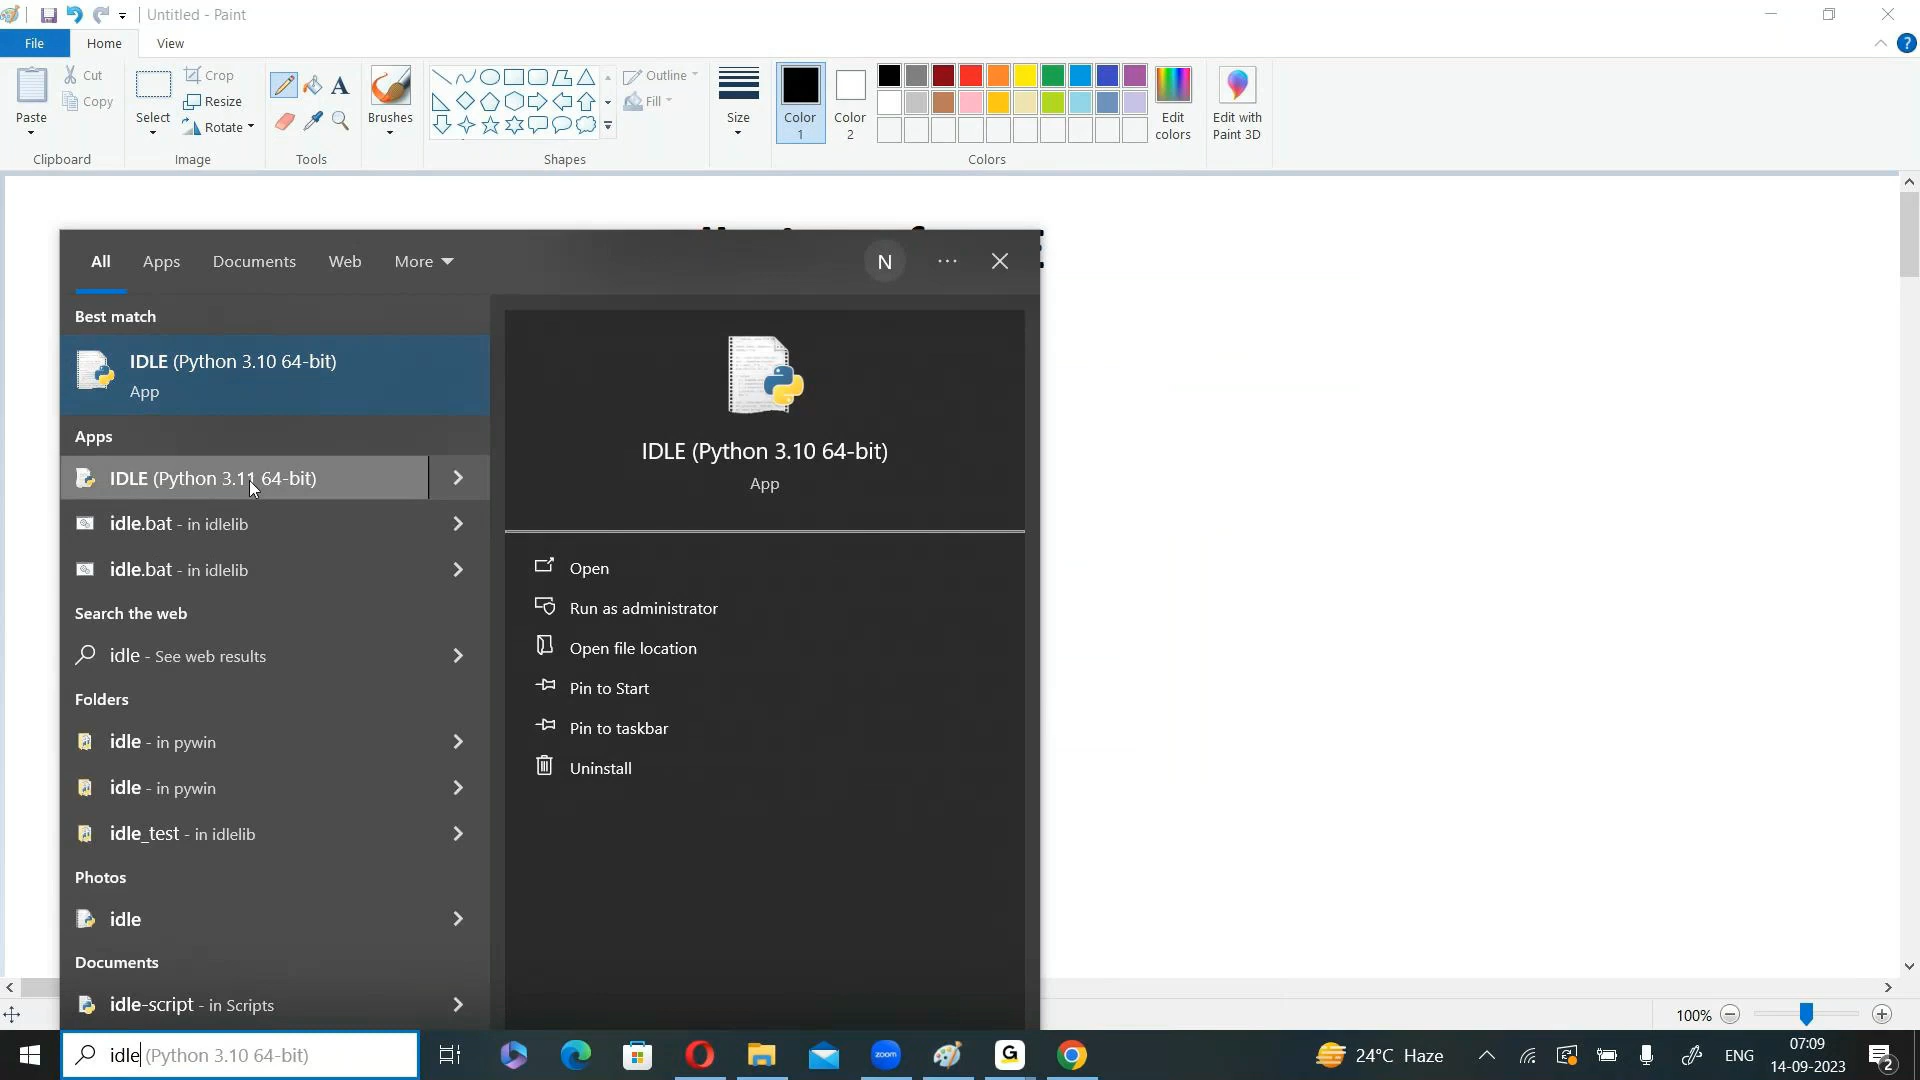 Untitled - Paint
File
Home
View
?
Paste
Cut
Copy
Clipboard
Select
Crop
Resize
Rotate
Image
A
Tools
Brushes
Outline
Fill
Shapes
Size
Color
1
Color
2
Edit
colors
Colors
Edit with
Paint 3D
All
Apps
Documents
Web
More
N
Best match
IDLE (Python 3.10 64-bit)
App
Apps
IDLE (Python 3.11 64-bit)
idle.bat - in idlelib
idle.bat - in idlelib
Search the web
idle - See web results
Folders
idle - in pywin
idle - in pywin
idle_test - in idlelib
Photos
idle
Documents
idle-script - in Scripts
IDLE (Python 3.10 64-bit)
App
Open
Run as administrator
Open file location
Pin to Start
Pin to taskbar
Uninstall
100%
idle (Python 3.10 64-bit)
zoom
G
24°C Haze
ENG
07:09
14-09-2023
2